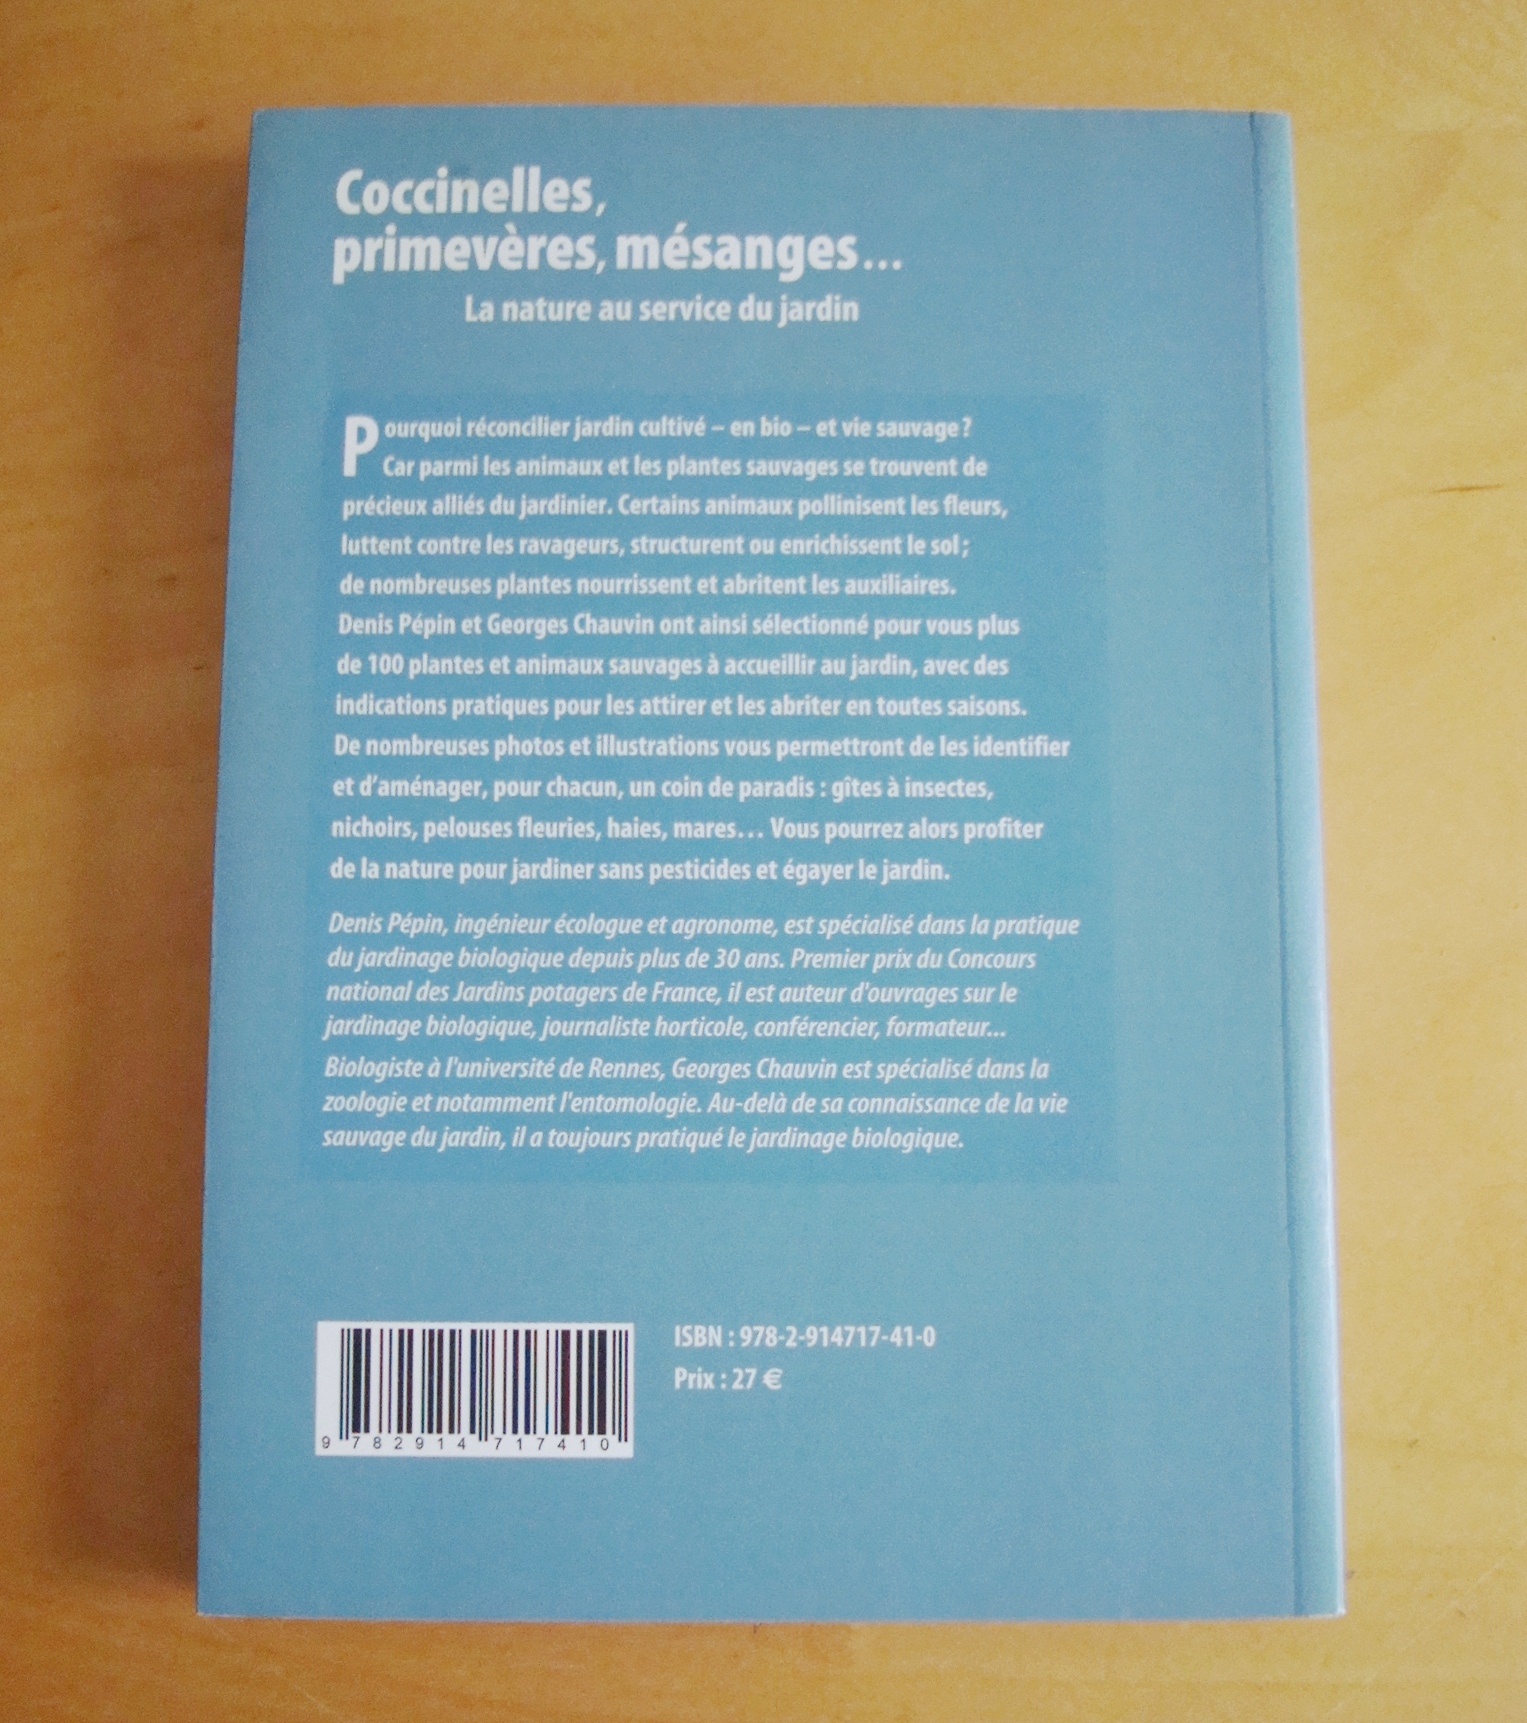 Coccinelles,
primevères, mésanges…
La nature au service du jardin
Pourquoi réconcilier jardin cultivé – en bio – et vie sauvage ?
Car parmi les animaux et les plantes sauvages se trouvent de
précieux alliés du jardinier. Certains animaux pollinisent les fleurs,
luttent contre les ravageurs, structurent ou enrichissent le sol ;
de nombreuses plantes nourrissent et abritent les auxiliaires.
Denis Pépin et Georges Chauvin ont ainsi sélectionné pour vous plus
de 100 plantes et animaux sauvages à accueillir au jardin, avec des
indications pratiques pour les attirer et les abriter en toutes saisons.
De nombreuses photos et illustrations vous permettront de les identifier
et d’aménager, pour chacun, un coin de paradis : gîtes à insectes,
nichoirs, pelouses fleuries, haies, mares… Vous pourrez alors profiter
de la nature pour jardiner sans pesticides et égayer le jardin.
Denis Pépin, ingénieur écologue et agronome, est spécialisé dans la pratique
du jardinage biologique depuis plus de 30 ans. Premier prix du Concours
national des Jardins potagers de France, il est auteur d'ouvrages sur le
jardinage biologique, journaliste horticole, conférencier, formateur...
Biologiste à l'université de Rennes, Georges Chauvin est spécialisé dans la
zoologie et notamment l'entomologie. Au-delà de sa connaissance de la vie
sauvage du jardin, il a toujours pratiqué le jardinage biologique.
ISBN : 978-2-914717-41-0
Prix : 27 €
9 782914 717410